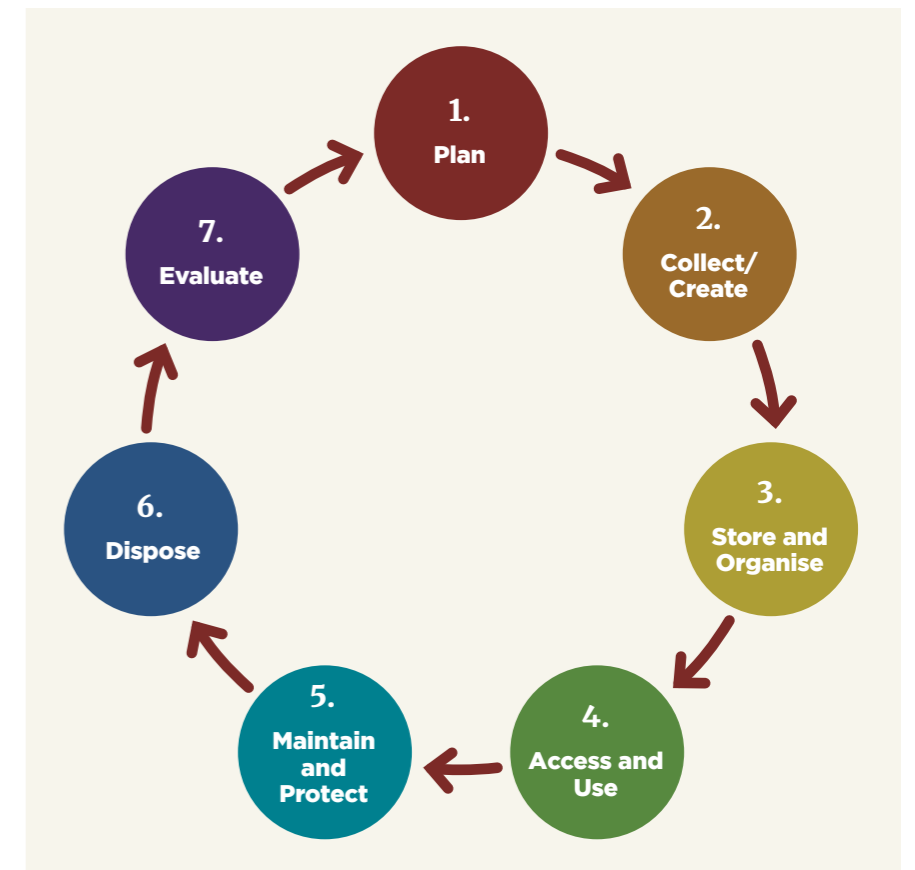 1.
Plan
2.
Collect/
Create
3.
Store and
Organise
4.
Access and
Use
5.
Maintain
and
Protect
6.
Dispose
7.
Evaluate